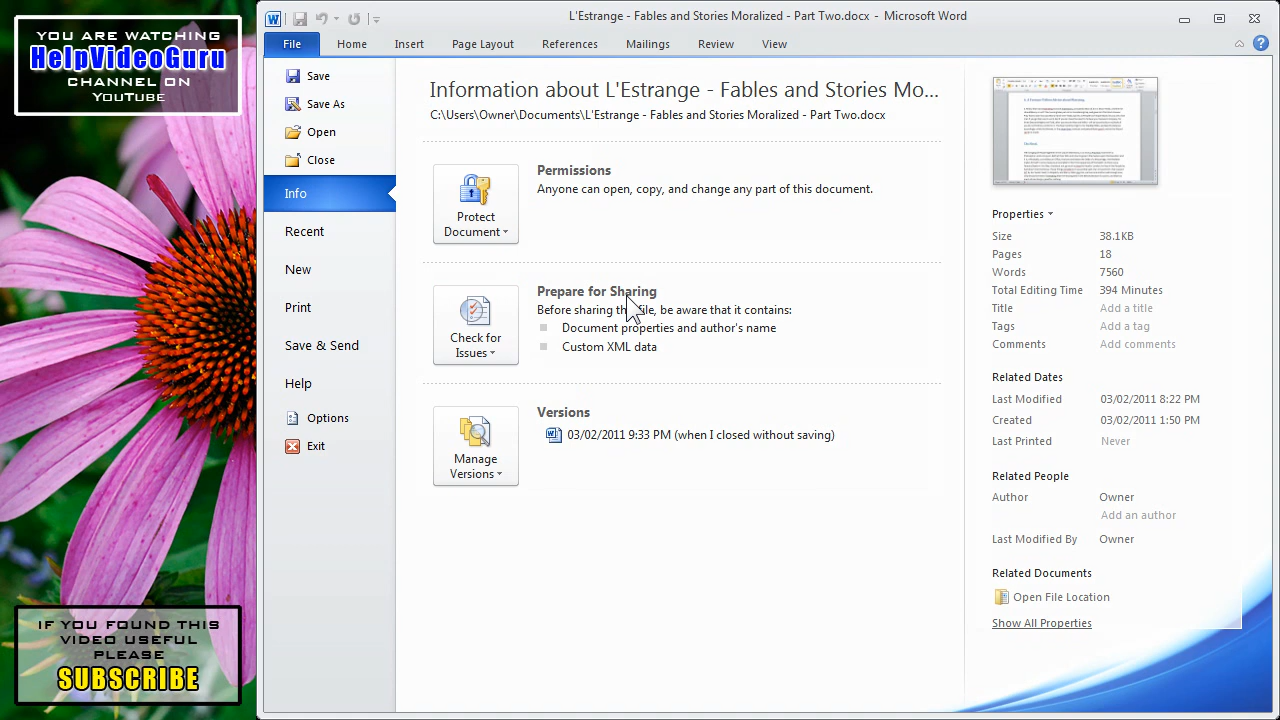 YOU ARE WATCHING
HelpVideoGuru
CHANNEL ON
YOUTUBE
IF YOU FOUND THIS
VIDEO USEFUL
PLEASE
SUBSCRIBE
L'Estrange - Fables and Stories Moralized - Part Two.docx - Microsoft Wo
File Home Insert Page Layout References Mailings Review View
Save
Save As
Open
Close
Info
Recent
New
Print
Save & Send
Help
Options
Exit
Information about L'Estrange - Fables and Stories Mo...
C:\Users\Owner\Documents\L'Estrange - Fables and Stories Moralized - Part Two.docx
Protect
Document
Permissions
Anyone can open, copy, and change any part of this document.
Check for
Issues
Prepare for Sharing
Before sharing this file, be aware that it contains:
Document properties and author's name
Custom XML data
Manage
Versions
Versions
03/02/2011 9:33 PM (when I closed without saving)
Properties
Size 38.1KB
Pages 18
Words 7560
Total Editing Time 394 Minutes
Title Add a title
Tags Add a tag
Comments Add comments
Related Dates
Last Modified 03/02/2011 8:22 PM
Created 03/02/2011 1:50 PM
Last Printed Never
Related People
Author Owner
Add an author
Last Modified By Owner
Related Documents
Open File Location
Show All Properties